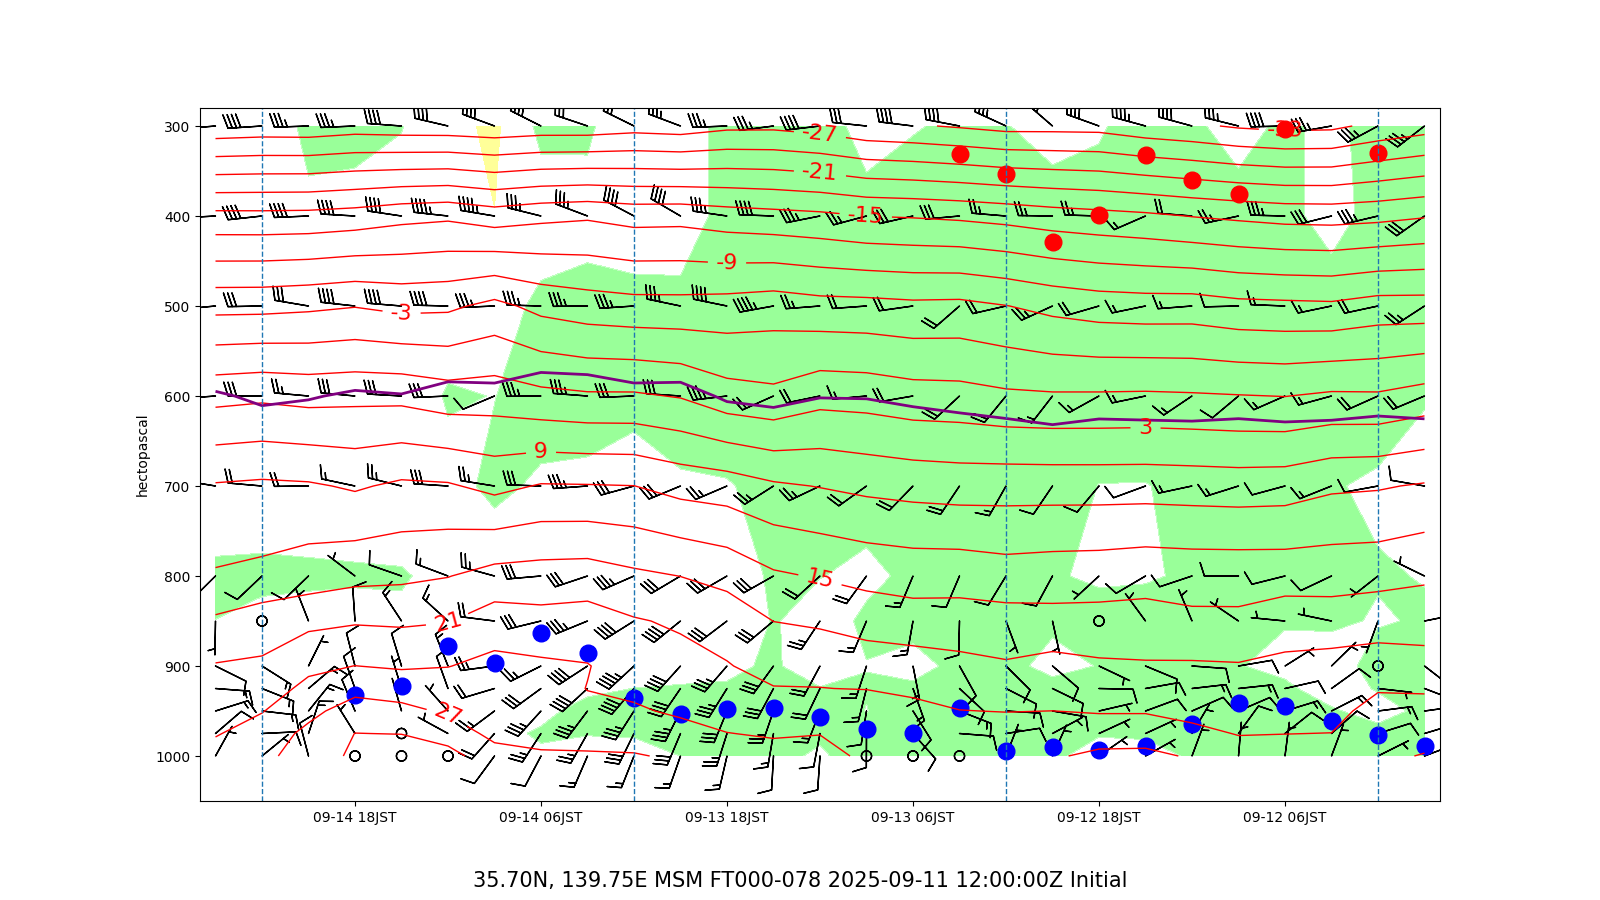 300
400
500
600
700
800
900
1000
hectopascal
-27
-21
-15
-9
-3
3
9
15
21
27
09-14 18JST
09-14 06JST
09-13 18JST
09-13 06JST
09-12 18JST
09-12 06JST
35.70N, 139.75E MSM FT000-078 2025-09-11 12:00:00Z Initial